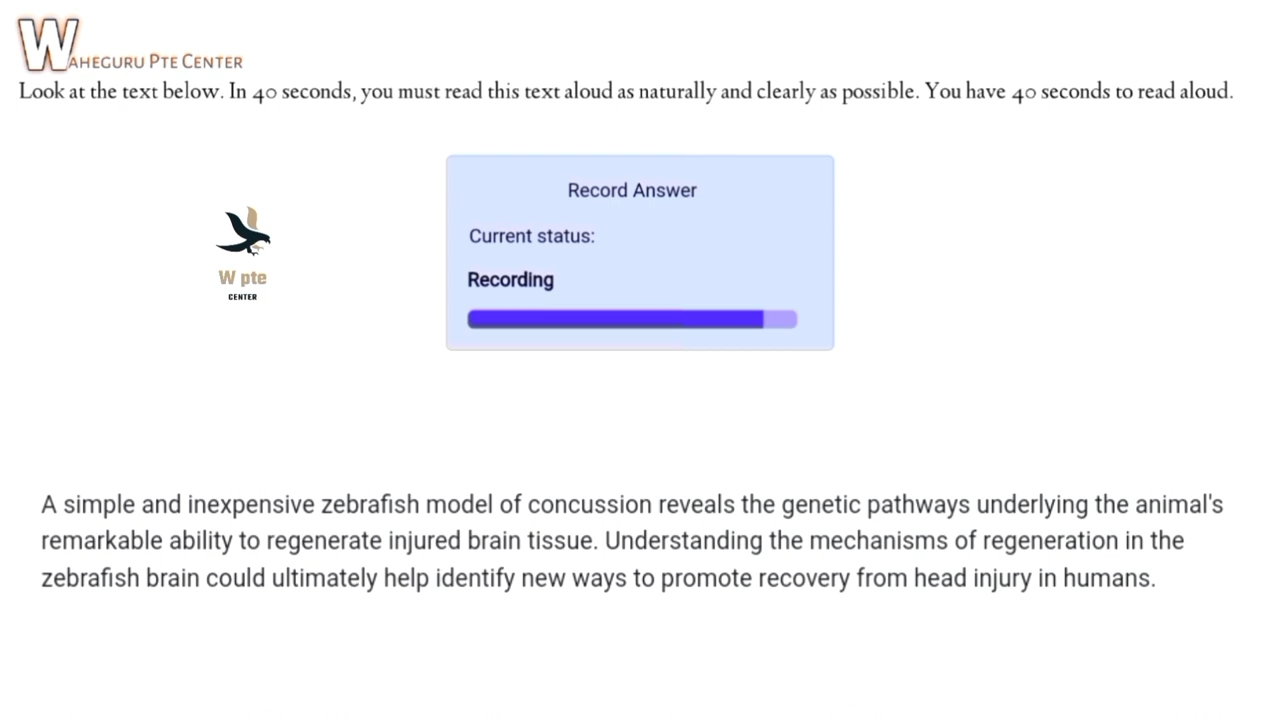 WAHEGURU PTE CENTER
Look at the text below. In 40 seconds, you must read this text aloud as naturally and clearly as possible. You have 40 seconds to read aloud.
Record Answer
Current status:
Recording
W pte
CENTER
A simple and inexpensive zebrafish model of concussion reveals the genetic pathways underlying the animal's
remarkable ability to regenerate injured brain tissue. Understanding the mechanisms of regeneration in the
zebrafish brain could ultimately help identify new ways to promote recovery from head injury in humans.